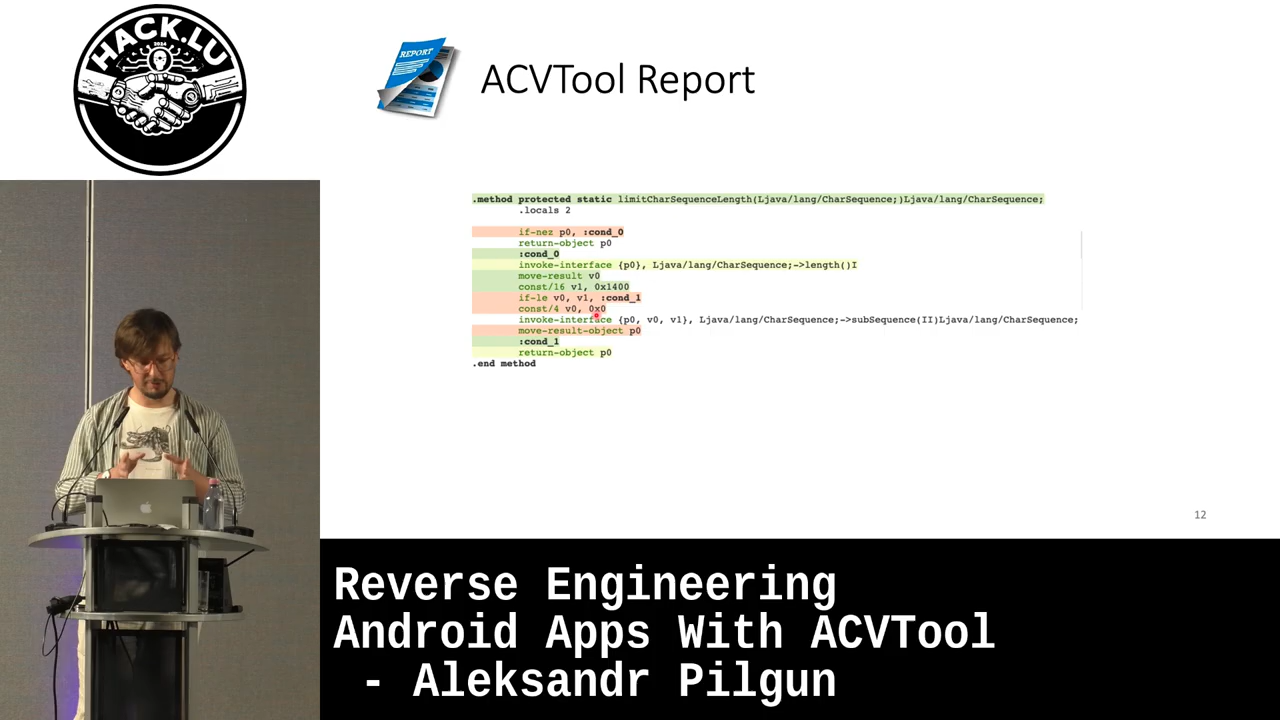 HACK.LU
2024
REPORT
ACVTool Report
.method protected static limitCharSequenceLength(Ljava/lang/CharSequence;)Ljava/lang/CharSequence;
.locals 2
if-nez p0, :cond_0
return-object p0
:cond_0
invoke-interface {p0}, Ljava/lang/CharSequence;->length()I
move-result v0
const/16 v1, 0x1400
if-le v0, v1, :cond_1
const/4 v0, 0x0
invoke-interface {p0, v0, v1}, Ljava/lang/CharSequence;->subSequence(II)Ljava/lang/CharSequence;
move-result-object p0
:cond_1
return-object p0
.end method
12
Reverse Engineering
Android Apps With ACVTool
- Aleksandr Pilgun